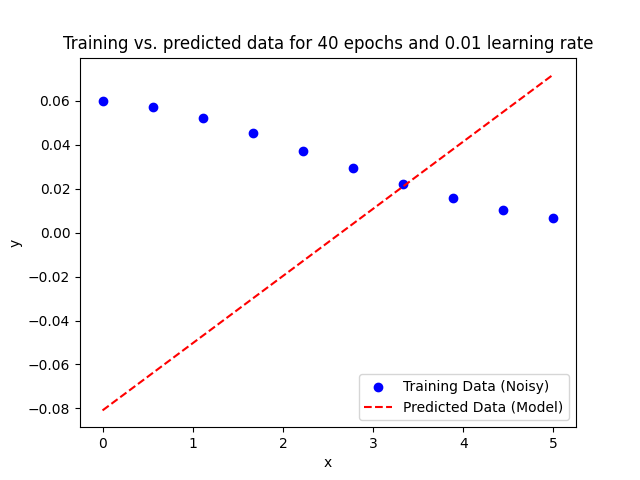 Training vs. predicted data for 40 epochs and 0.01 learning rate
y
0.06
0.04
0.02
0.00
−0.02
−0.04
−0.06
−0.08
Training Data (Noisy)
Predicted Data (Model)
0 1 2 3 4 5
x